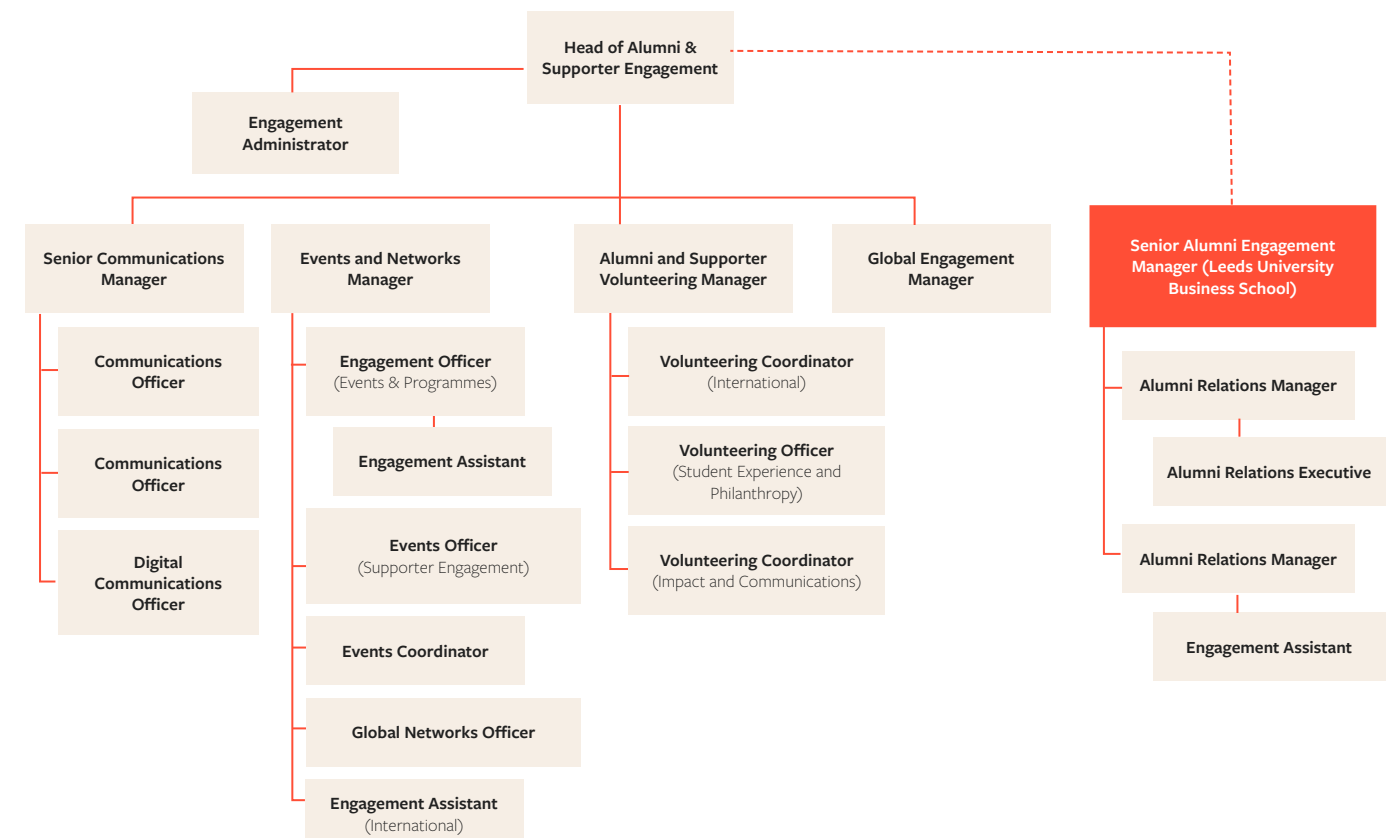 Head of Alumni &
Supporter Engagement
Engagement
Administrator
Senior Communications
Manager
Communications
Officer
Communications
Officer
Digital
Communications
Officer
Events and Networks
Manager
Engagement Officer
(Events & Programmes)
Engagement Assistant
Events Officer
(Supporter Engagement)
Events Coordinator
Global Networks Officer
Engagement Assistant
(International)
Alumni and Supporter
Volunteering Manager
Volunteering Coordinator
(International)
Volunteering Officer
(Student Experience and
Philanthropy)
Volunteering Coordinator
(Impact and Communications)
Global Engagement
Manager
Senior Alumni Engagement
Manager (Leeds University
Business School)
Alumni Relations Manager
Alumni Relations Executive
Alumni Relations Manager
Engagement Assistant